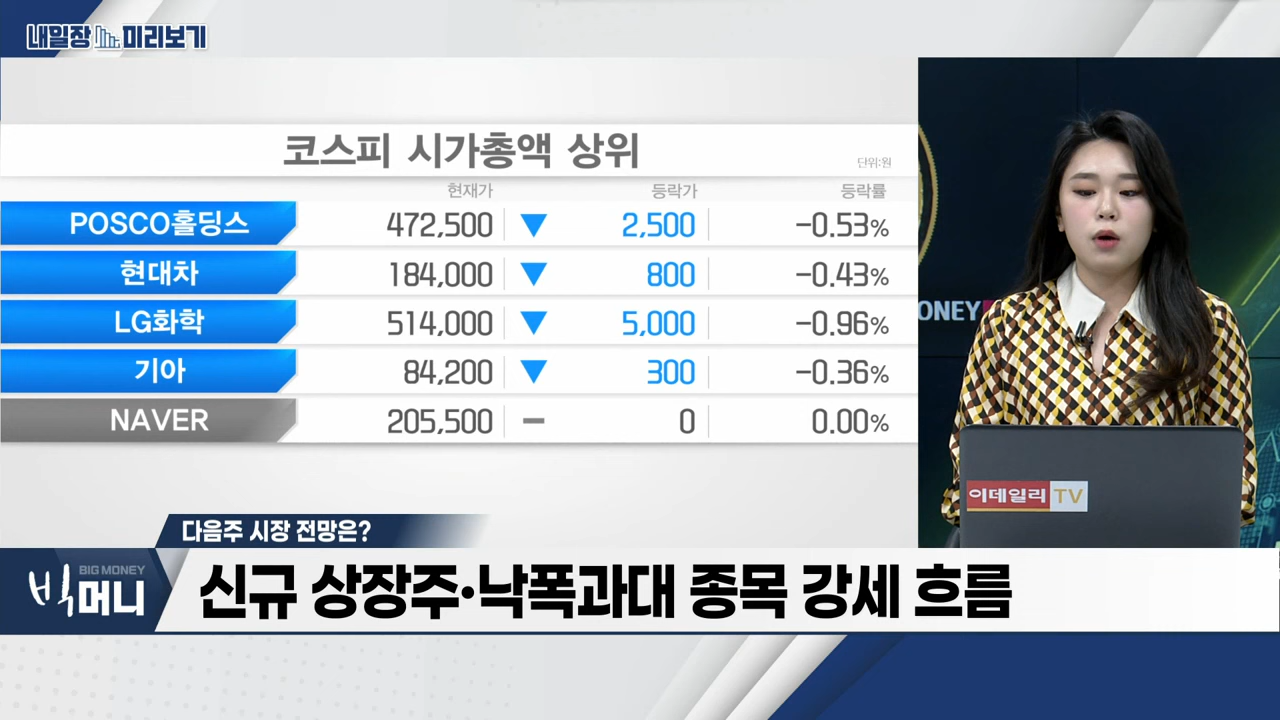 내일장 미리보기
코스피 시가총액 상위
단위:원
현재가 등락가 등락률
POSCO홀딩스 472,500 ▼ 2,500 -0.53%
현대차 184,000 ▼ 800 -0.43%
LG화학 514,000 ▼ 5,000 -0.96%
기아 84,200 ▼ 300 -0.36%
NAVER 205,500 - 0 0.00%
ONEY
이데일리 TV
다음주 시장 전망은?
BIG MONEY
빅머니
신규 상장주·낙폭과대 종목 강세 흐름